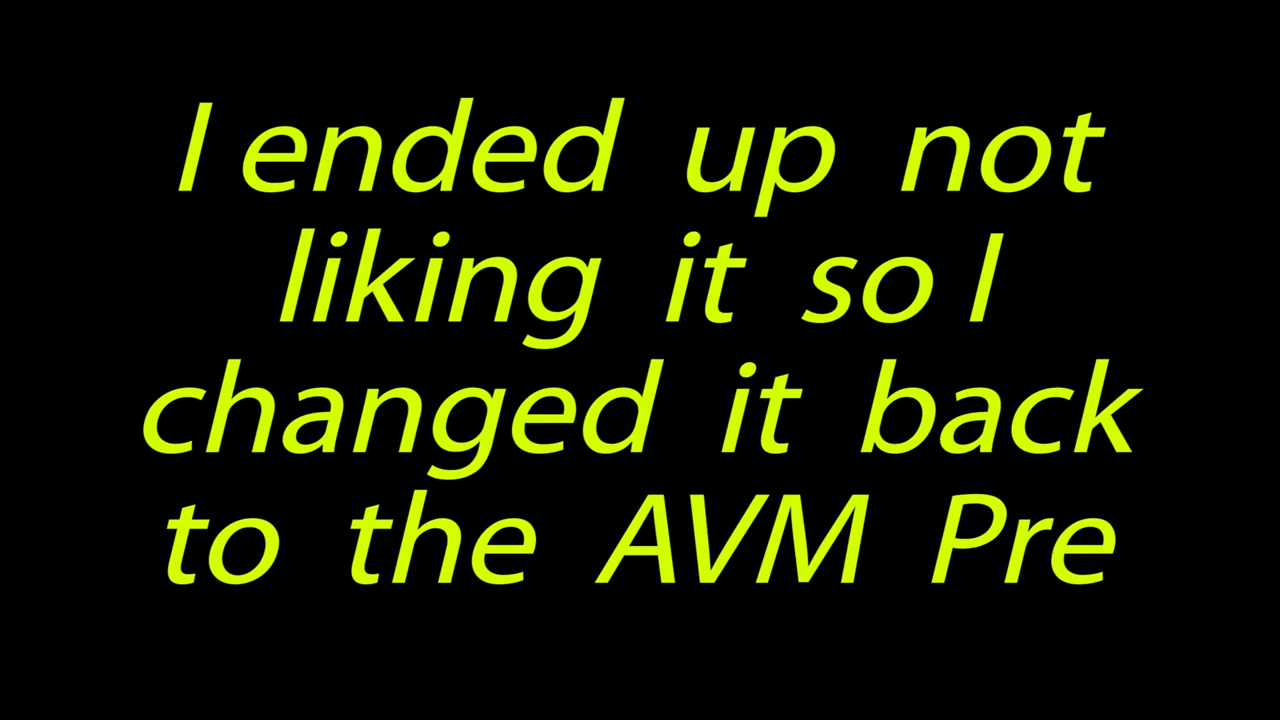 I ended up not
liking it so I
changed it back
to the AVM Pre